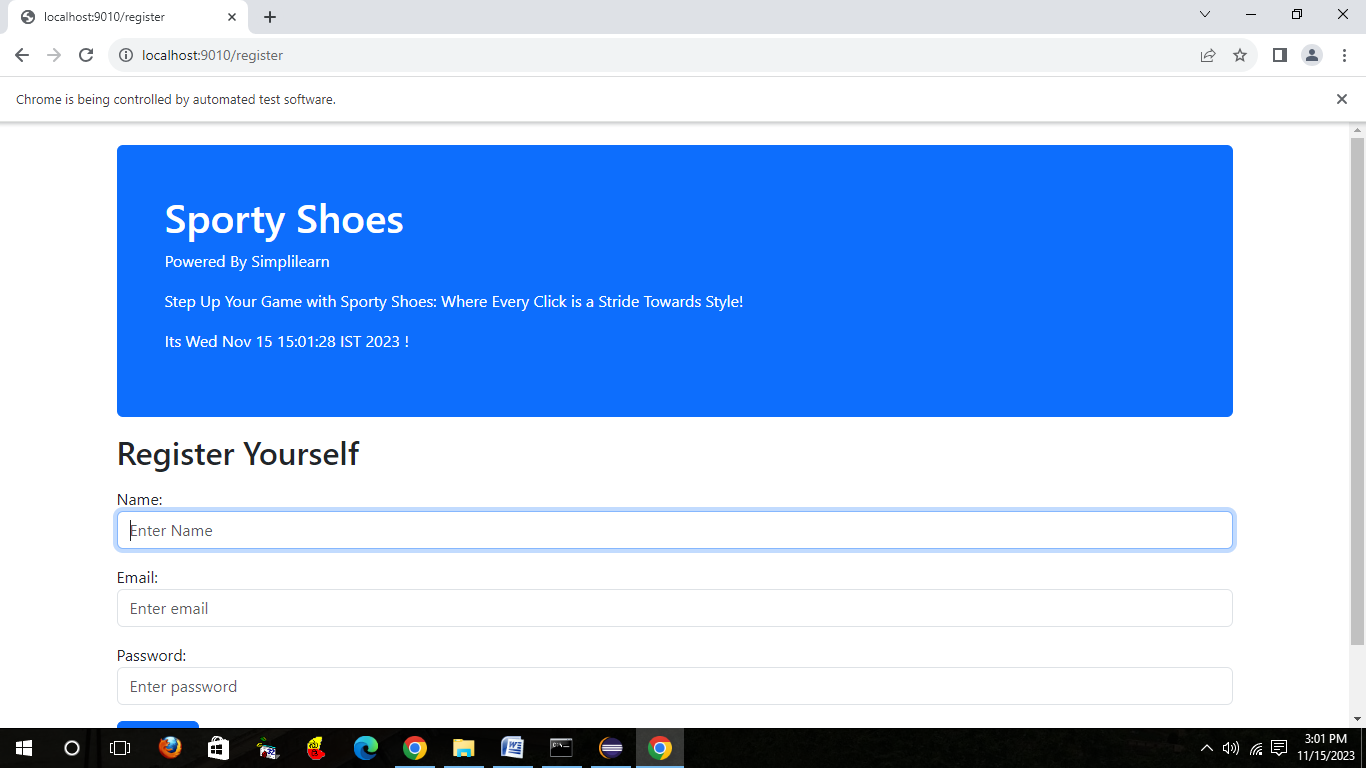 localhost:9010/register
localhost:9010/register
Chrome is being controlled by automated test software.
Sporty Shoes
Powered By Simplilearn
Step Up Your Game with Sporty Shoes: Where Every Click is a Stride Towards Style!
Its Wed Nov 15 15:01:28 IST 2023 !
Register Yourself
Name:
Enter Name
Email:
Enter email
Password:
Enter password
3:01 PM
11/15/2023